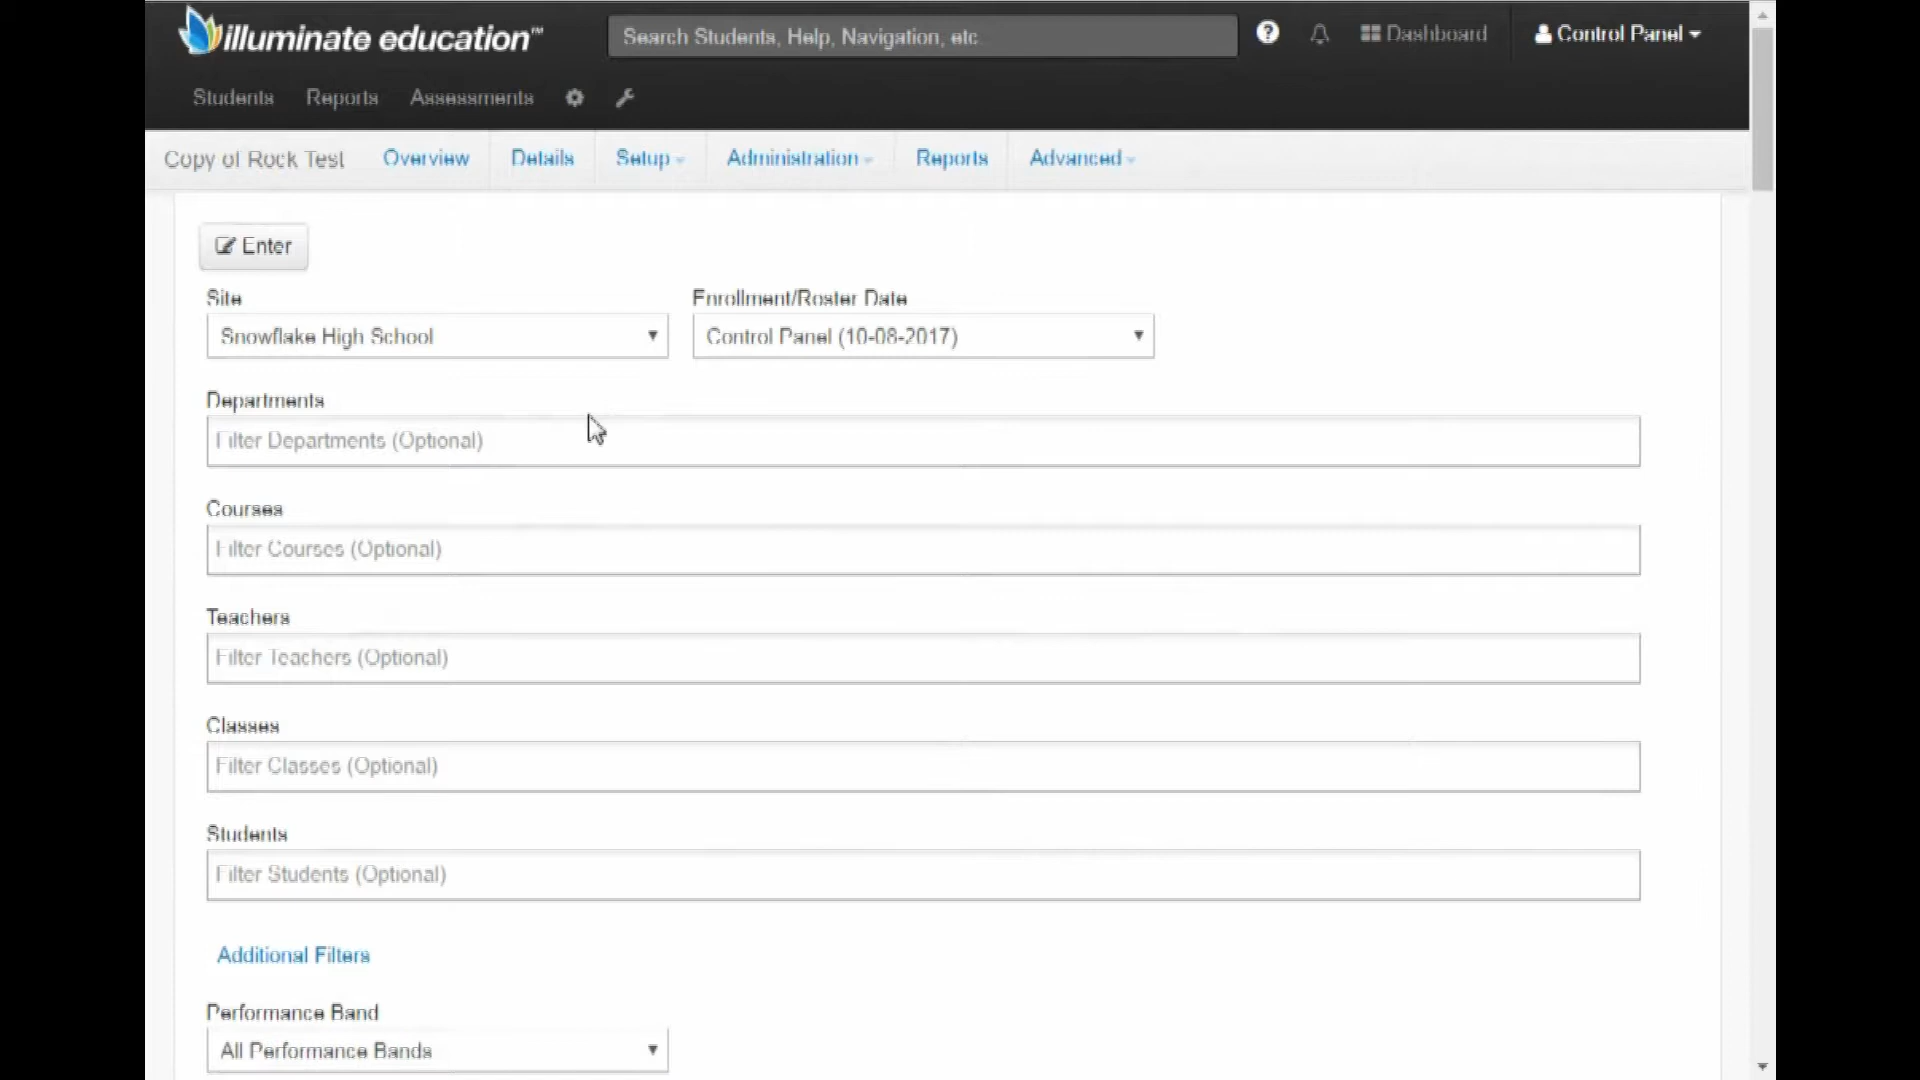 illuminate education™
Search Students, Help, Navigation, etc
Dashboard
Control Panel
Students Reports Assessments
Copy of Rock Test Overview Details Setup Administration Reports Advanced
Enter
Site Enrollment/Roster Date
Snowflake High School Control Panel (10-08-2017)
Departments
Filter Departments (Optional)
Courses
Filter Courses (Optional)
Teachers
Filter Teachers (Optional)
Classes
Filter Classes (Optional)
Students
Filter Students (Optional)
Additional Filters
Performance Band
All Performance Bands